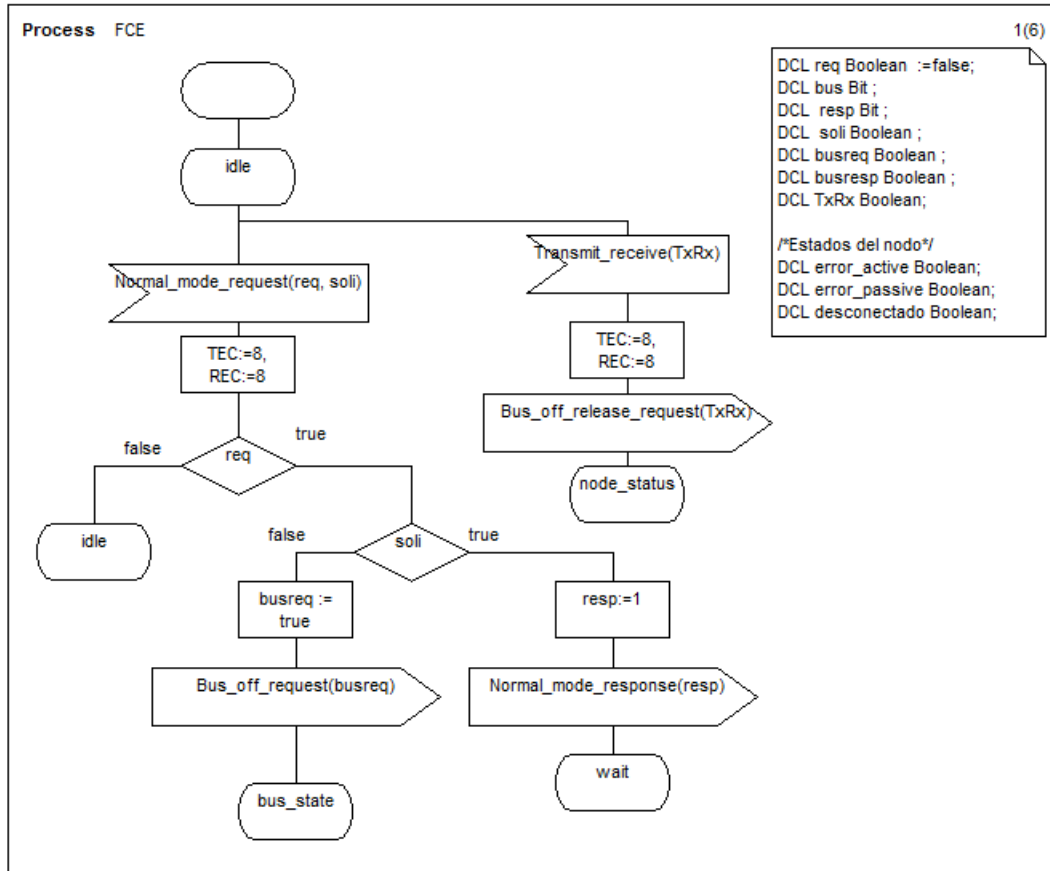 Process FCE
1(6)
DCL req Boolean :=false;
DCL bus Bit ;
DCL resp Bit ;
DCL soli Boolean ;
DCL busreq Boolean ;
DCL busresp Boolean ;
DCL TxRx Boolean;
/*Estados del nodo*/
DCL error_active Boolean;
DCL error_passive Boolean;
DCL desconectado Boolean;
idle
Normal_mode_request(req, soli)
Transmit_receive(TxRx)
TEC:=8,
REC:=8
TEC:=8,
REC:=8
Bus_off_release_request(TxRx)
node_status
false
req
true
idle
false
soli
true
busreq :=
true
resp:=1
Bus_off_request(busreq)
Normal_mode_response(resp)
bus_state
wait